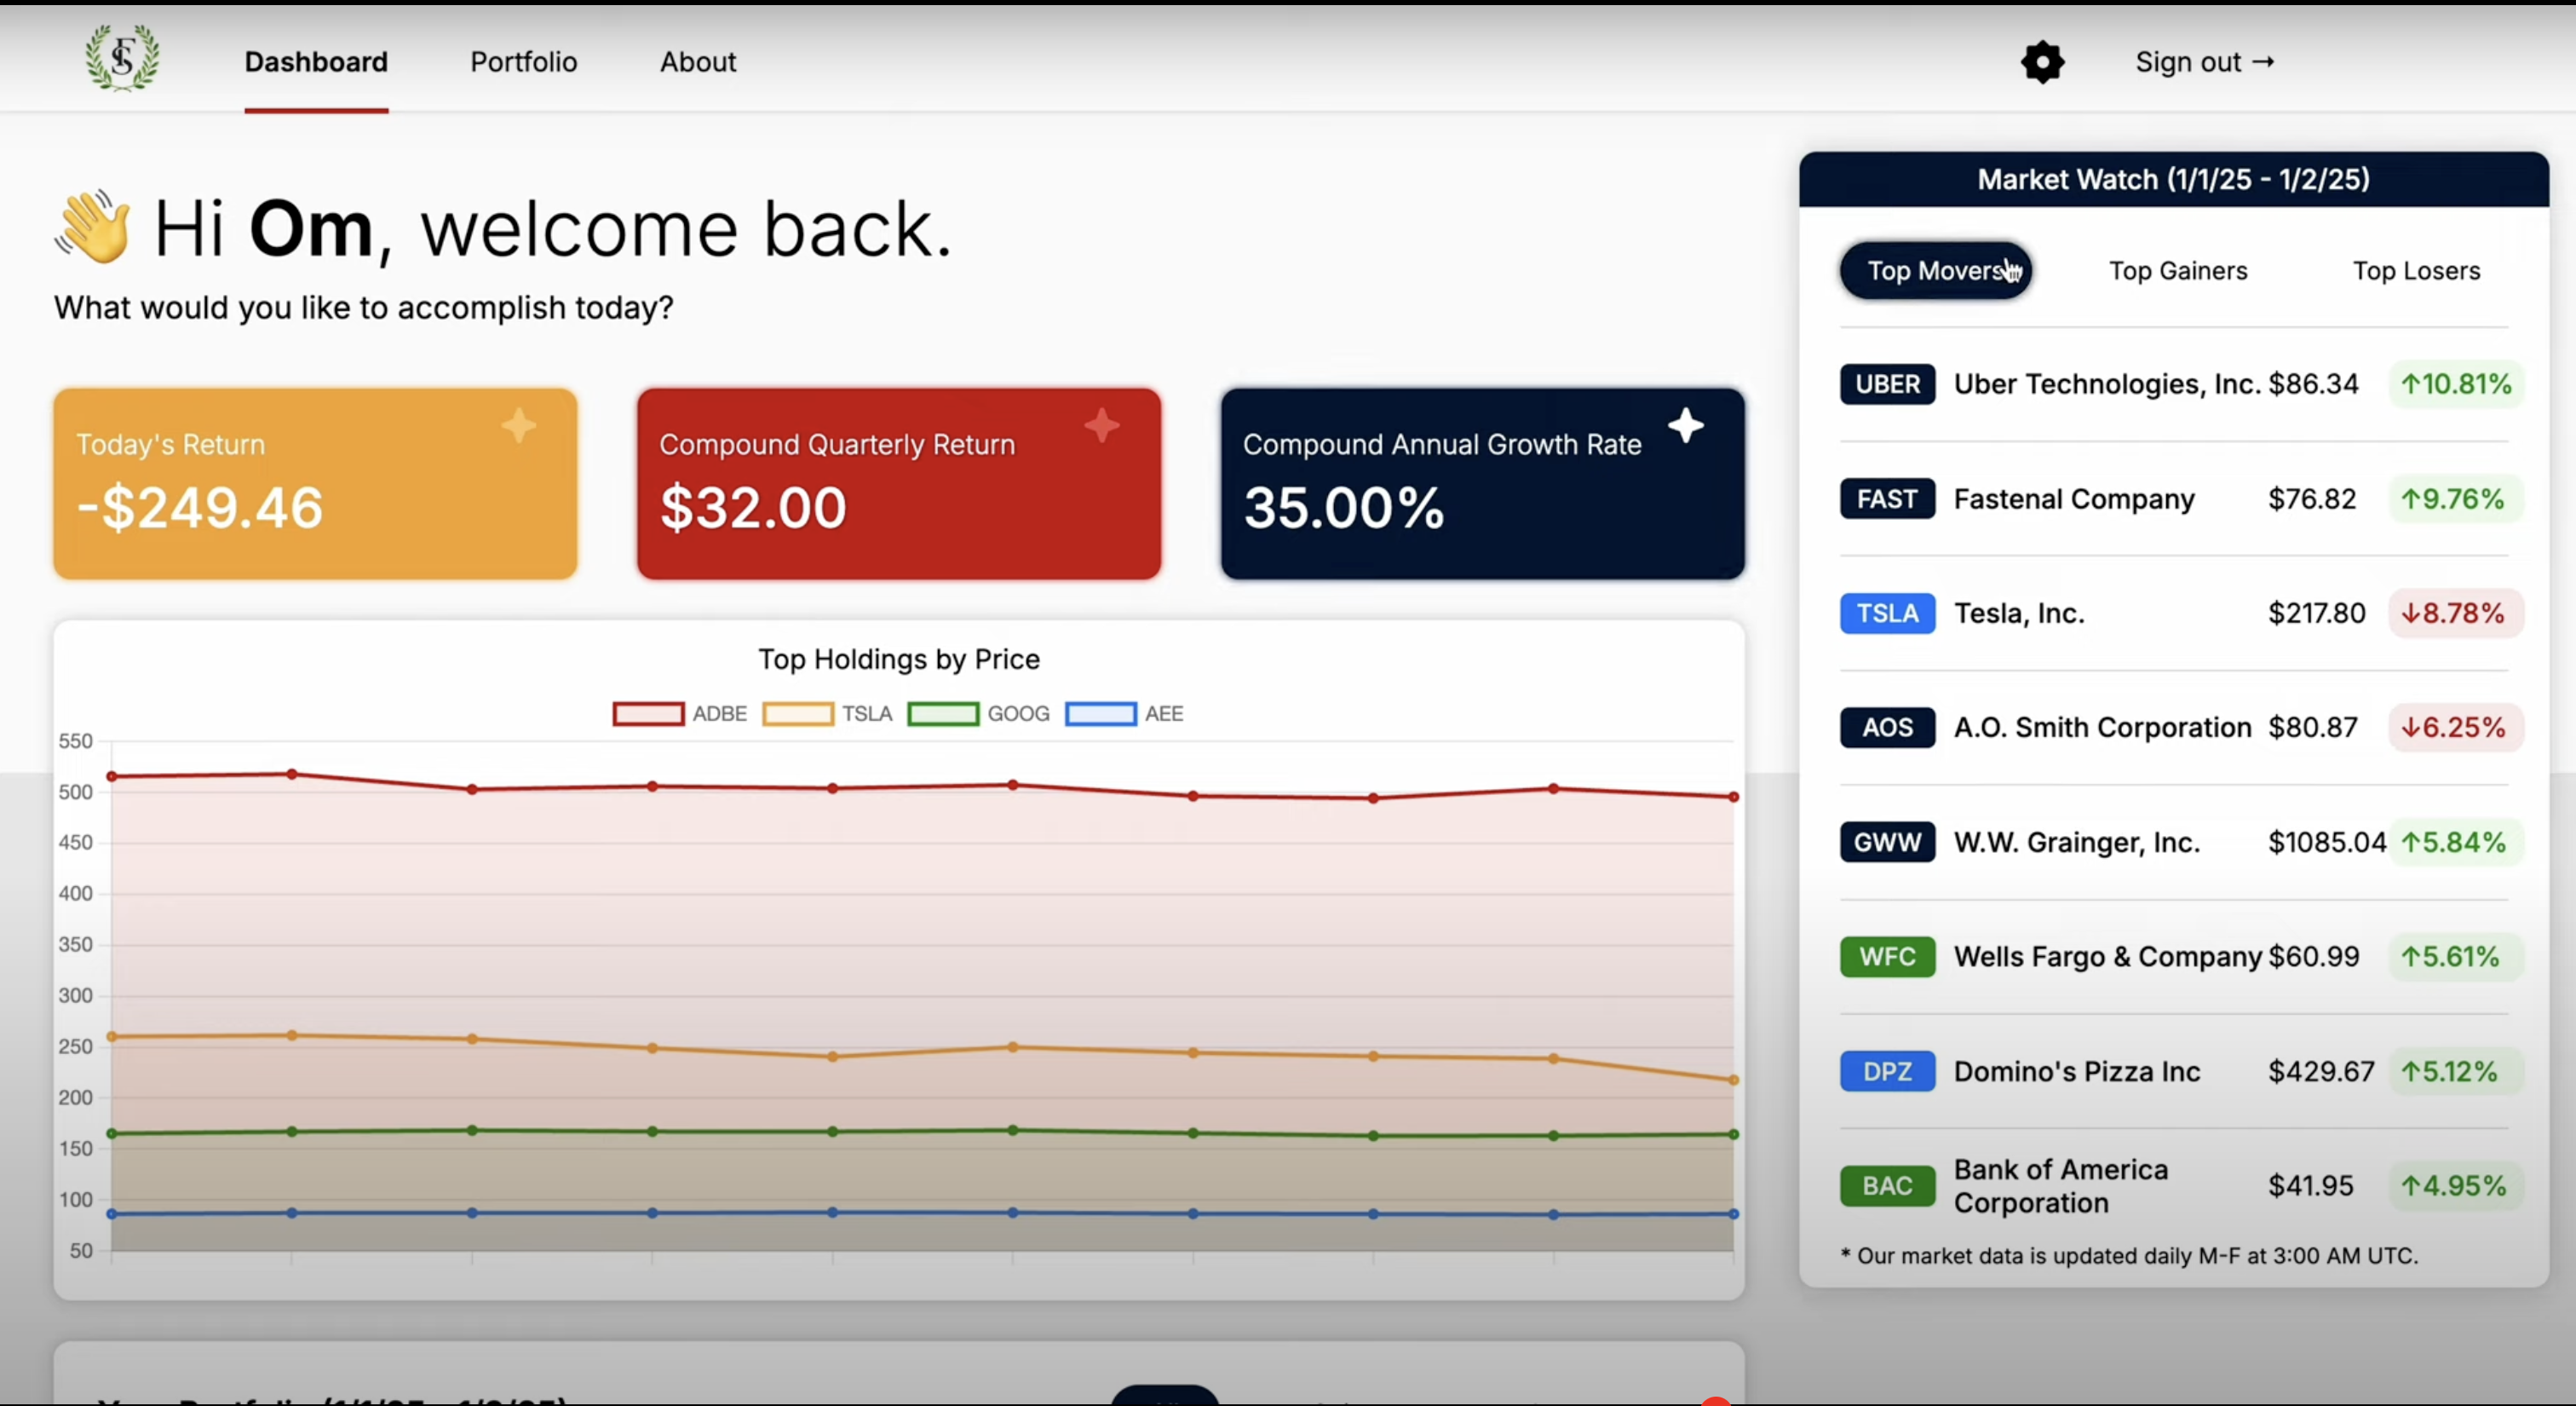 Dashboard
Portfolio
About
Sign out →
👋 Hi Om, welcome back.
What would you like to accomplish today?
Today's Return
-$249.46
Compound Quarterly Return
$32.00
Compound Annual Growth Rate
35.00%
Top Holdings by Price
ADBE TSLA GOOG AEE
550
500
450
400
350
300
250
200
150
100
50
Market Watch (1/1/25 - 1/2/25)
Top Movers Top Gainers Top Losers
UBER Uber Technologies, Inc. $86.34 ↑10.81%
FAST Fastenal Company $76.82 ↑9.76%
TSLA Tesla, Inc. $217.80 ↓8.78%
AOS A.O. Smith Corporation $80.87 ↓6.25%
GWW W.W. Grainger, Inc. $1085.04 ↑5.84%
WFC Wells Fargo & Company $60.99 ↑5.61%
DPZ Domino's Pizza Inc $429.67 ↑5.12%
BAC Bank of America
Corporation $41.95 ↑4.95%
* Our market data is updated daily M-F at 3:00 AM UTC.